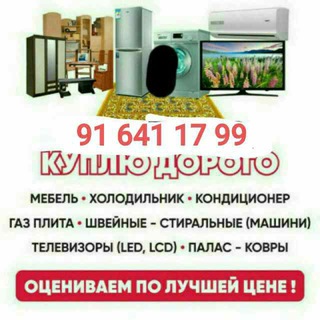 91 641 17 99
КУПЛЮ ДОРОГО
МЕБЕЛЬ • ХОЛОДИЛЬНИК • КОНДИЦИОНЕР
ГАЗ ПЛИТА • ШВЕЙНЫЕ - СТИРАЛЬНЫЕ (МАШИНИ)
ТЕЛЕВИЗОРЫ (LED, LCD) • ПАЛАС - КОВРЫ
ОЦЕНИВАЕМ ПО ЛУЧШЕЙ ЦЕНЕ !